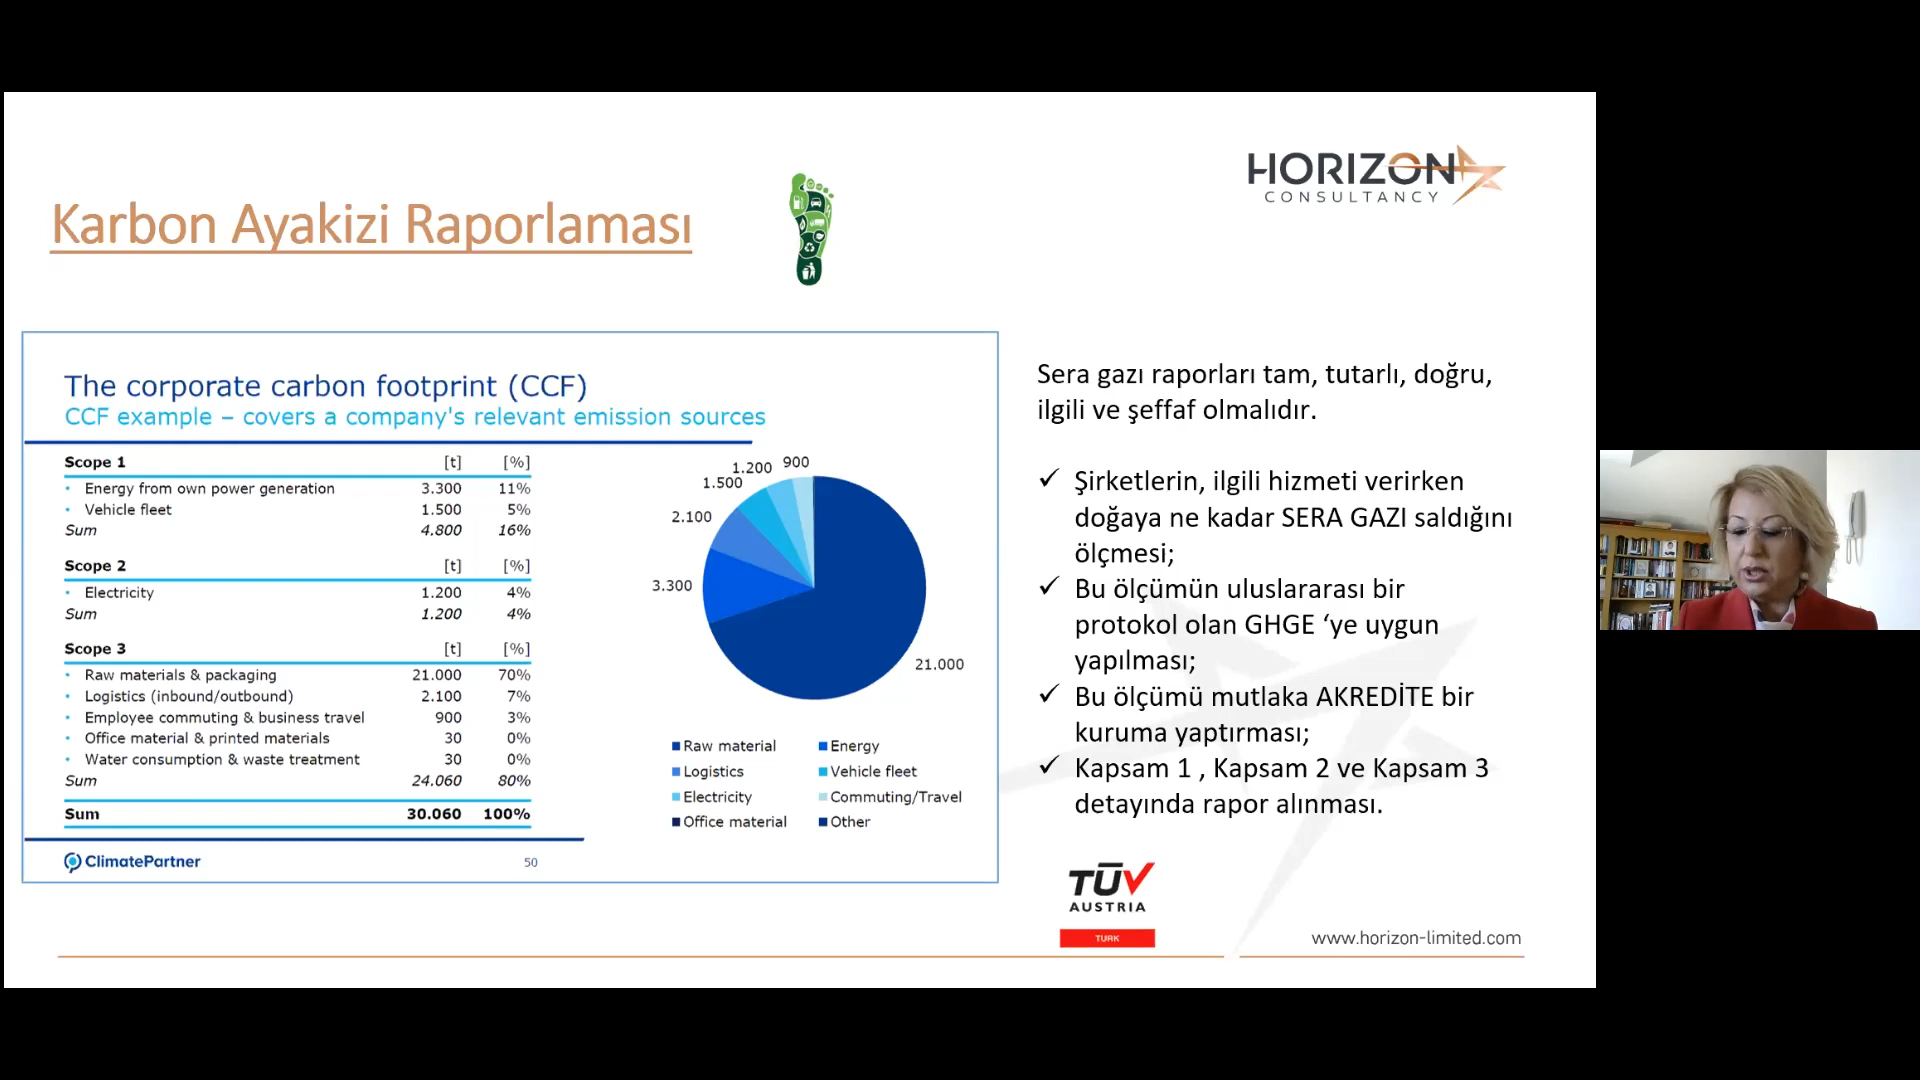 HORIZON
CONSULTANCY
Karbon Ayakizi Raporlaması
The corporate carbon footprint (CCF)
CCF example – covers a company's relevant emission sources
Scope 1 [t] [%]
• Energy from own power generation 3.300 11%
• Vehicle fleet 1.500 5%
Sum 4.800 16%
Scope 2 [t] [%]
• Electricity 1.200 4%
Sum 1.200 4%
Scope 3 [t] [%]
• Raw materials & packaging 21.000 70%
• Logistics (inbound/outbound) 2.100 7%
• Employee commuting & business travel 900 3%
• Office material & printed materials 30 0%
• Water consumption & waste treatment 30 0%
Sum 24.060 80%
Sum 30.060 100%
ClimatePartner 50
900
1.200
1.500
2.100
3.300
21.000
Raw material Energy
Logistics Vehicle fleet
Electricity Commuting/Travel
Office material Other
Sera gazı raporları tam, tutarlı, doğru,
ilgili ve şeffaf olmalıdır.
✓ Şirketlerin, ilgili hizmeti verirken
doğaya ne kadar SERA GAZI saldığını
ölçmesi;
✓ Bu ölçümün uluslararası bir
protokol olan GHGE ‘ye uygun
yapılması;
✓ Bu ölçümü mutlaka AKREDİTE bir
kuruma yaptırması;
✓ Kapsam 1 , Kapsam 2 ve Kapsam 3
detayında rapor alınması.
TÜV
AUSTRIA
TURK
www.horizon-limited.com